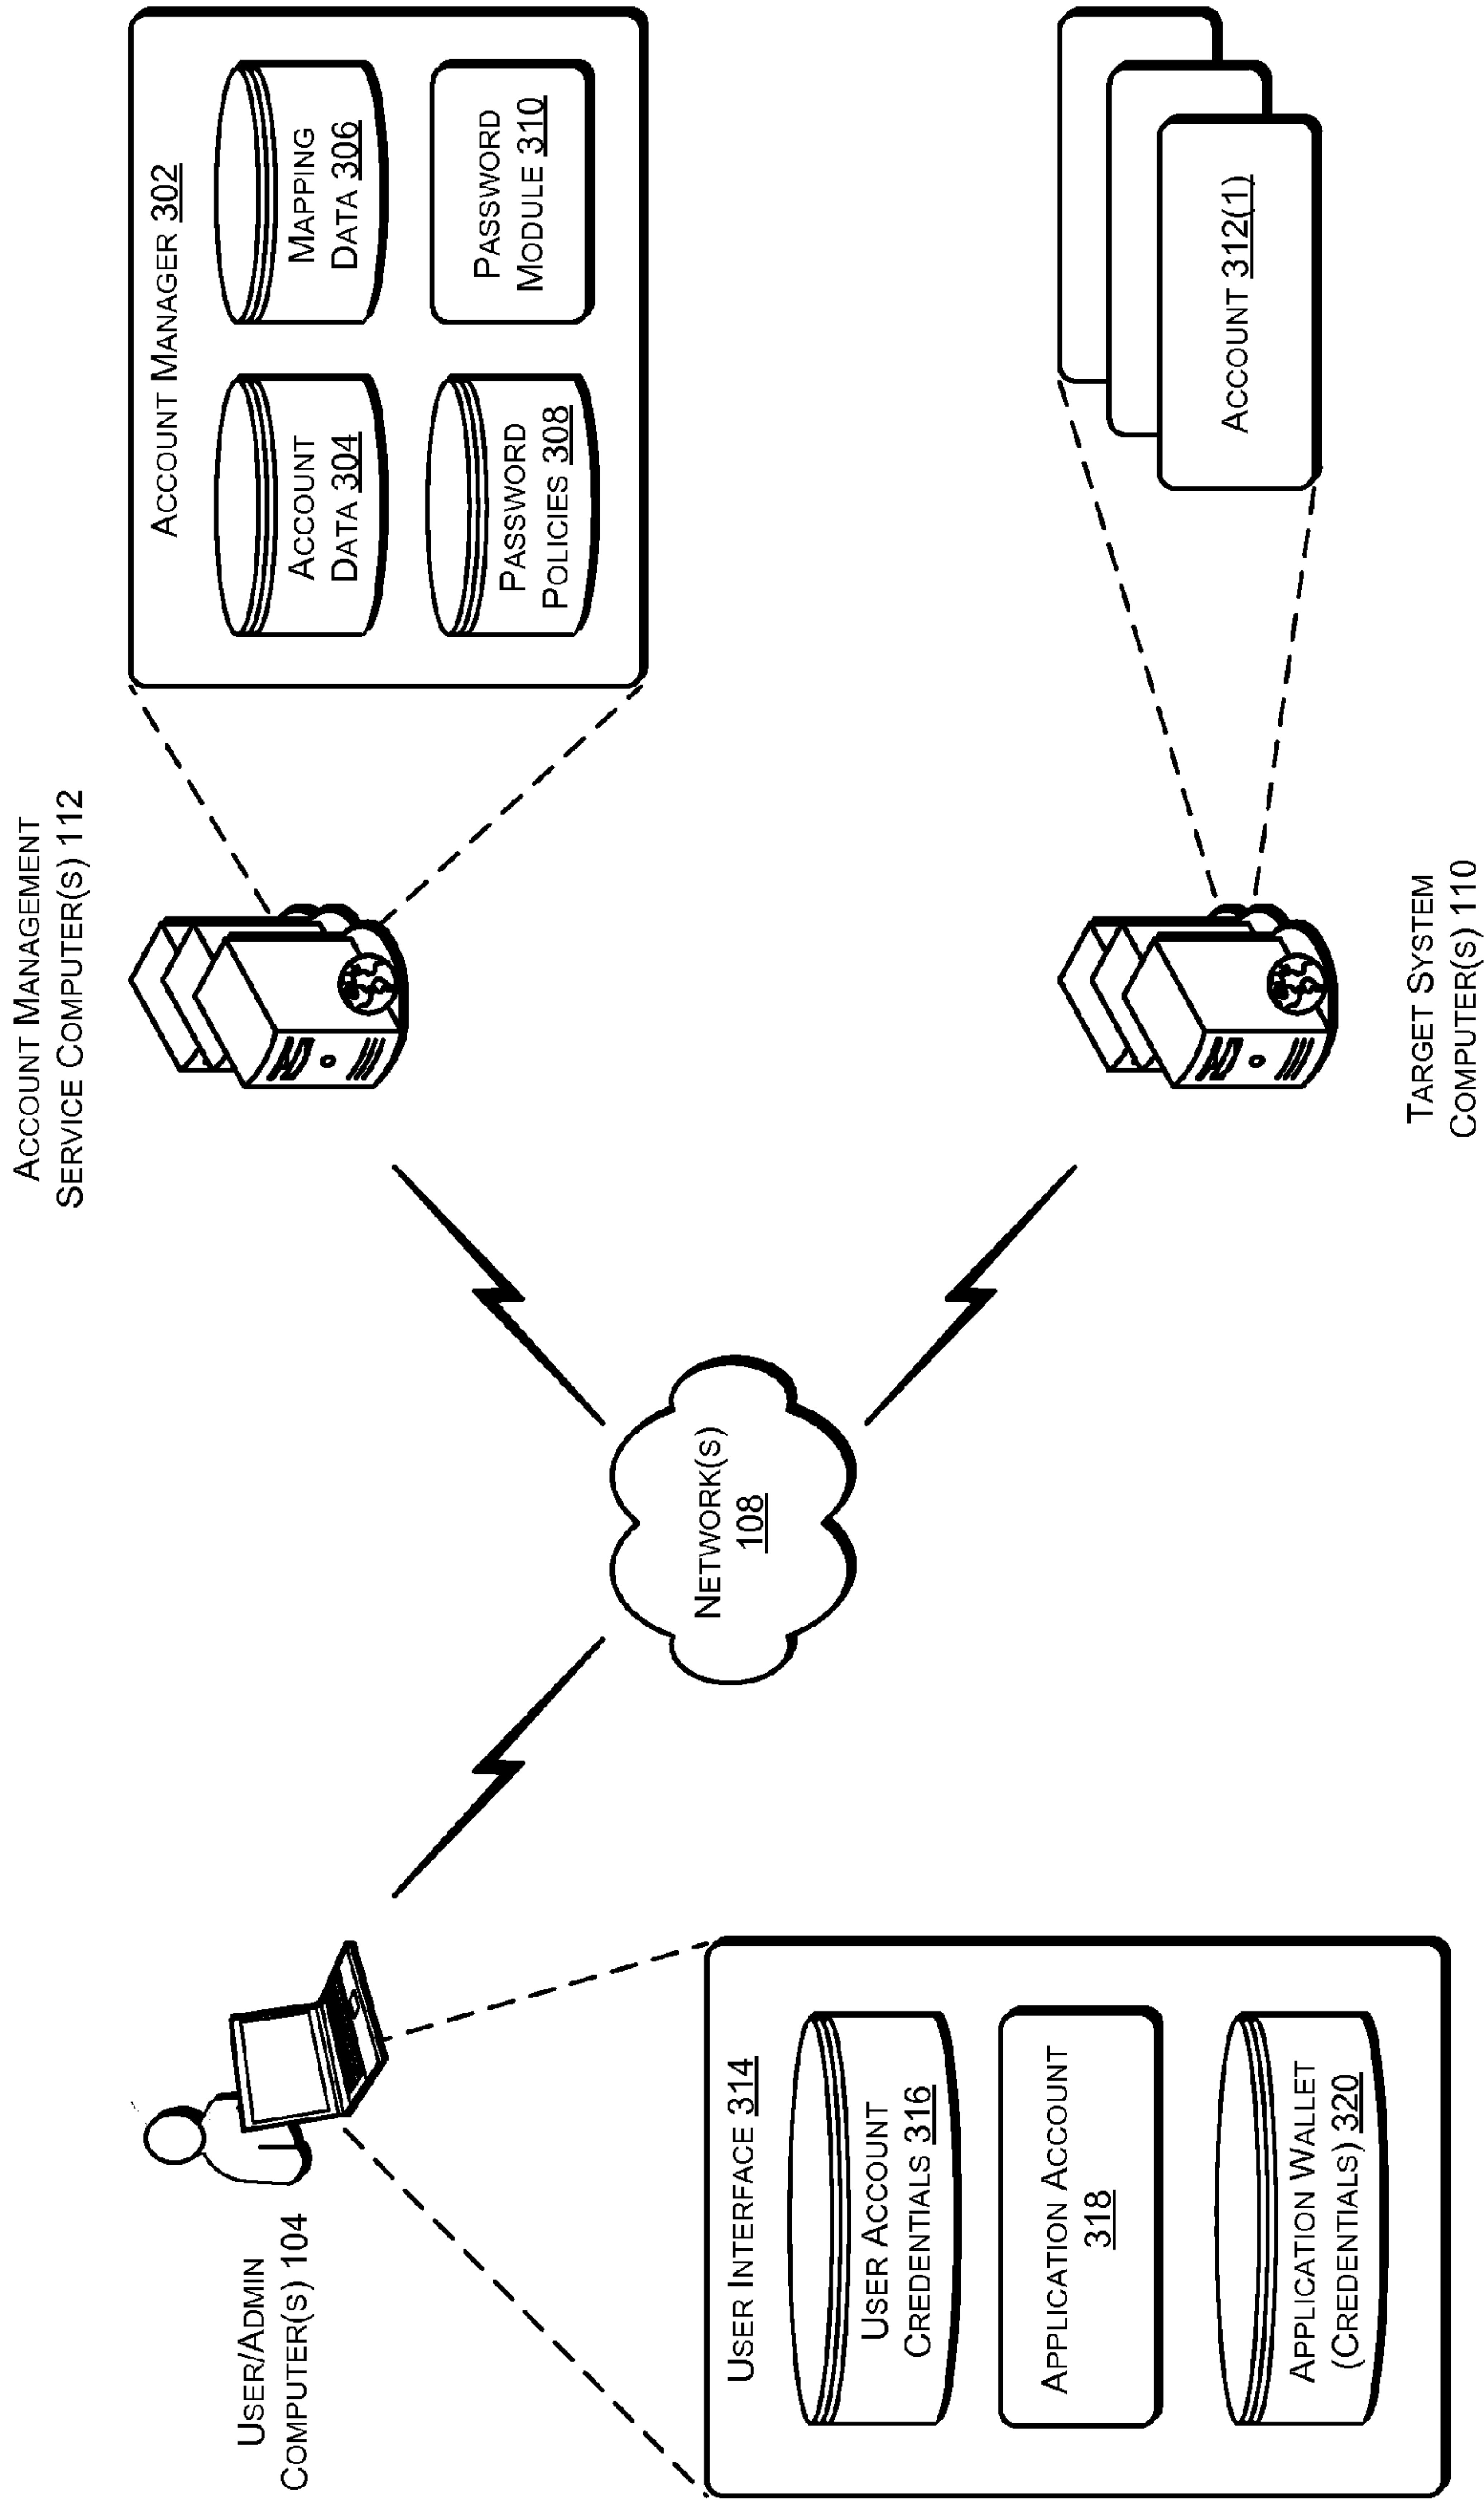 USER/ADMIN
COMPUTER(S) 104
USER INTERFACE 314
USER ACCOUNT
CREDENTIALS 316
APPLICATION ACCOUNT
318
APPLICATION WALLET
(CREDENTIALS) 320
NETWORK(S)
108
ACCOUNT MANAGEMENT
SERVICE COMPUTER(S) 112
ACCOUNT MANAGER 302
ACCOUNT
DATA 304
MAPPING
DATA 306
PASSWORD
POLICIES 308
PASSWORD
MODULE 310
TARGET SYSTEM
COMPUTER(S) 110
ACCOUNT 312(1)